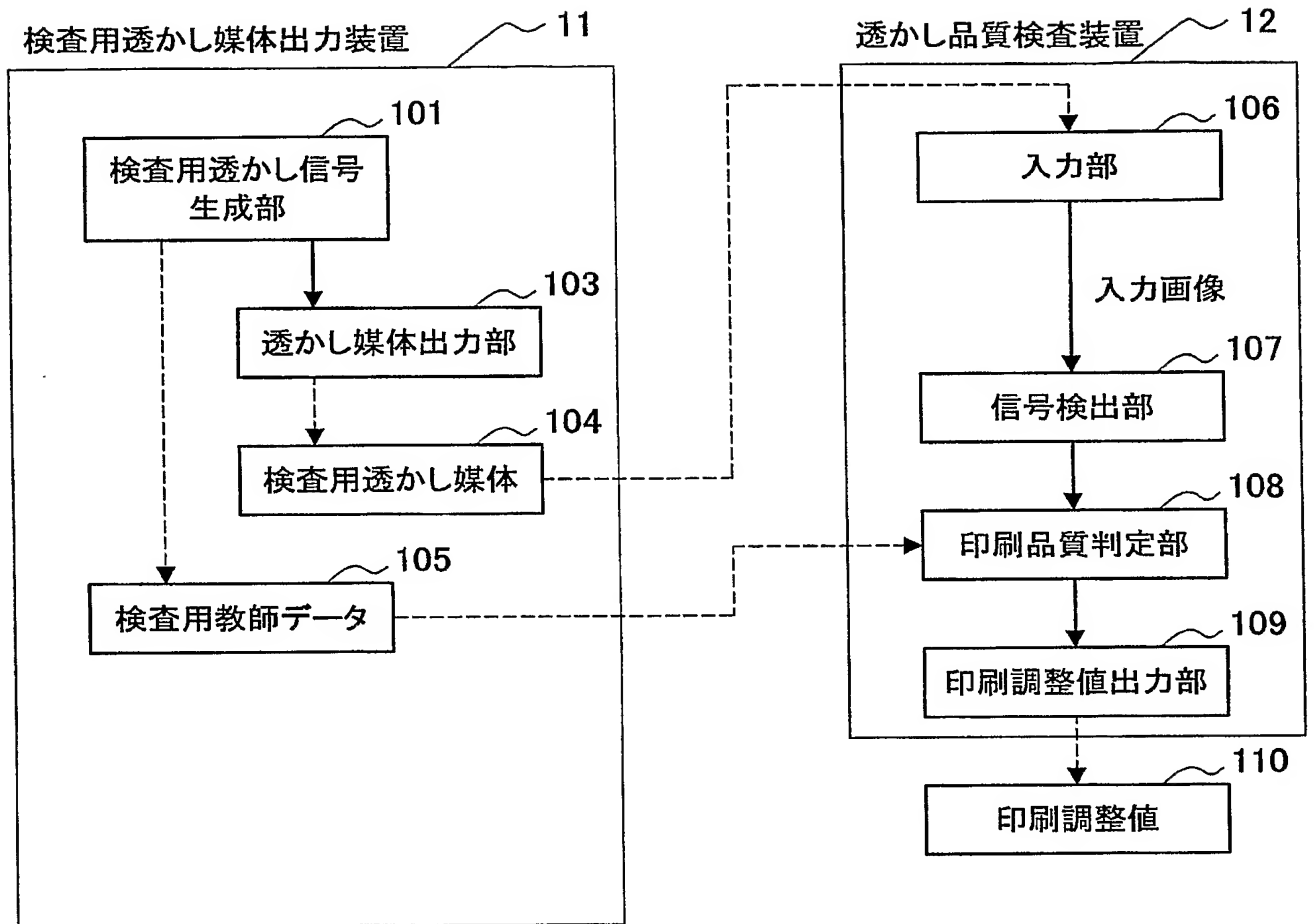 検査用透かし媒体出力装置
11
101
検査用透かし信号
生成部
103
透かし媒体出力部
104
検査用透かし媒体
105
検査用教師データ
透かし品質検査装置
12
106
入力部
入力画像
107
信号検出部
108
印刷品質判定部
109
印刷調整値出力部
110
印刷調整値